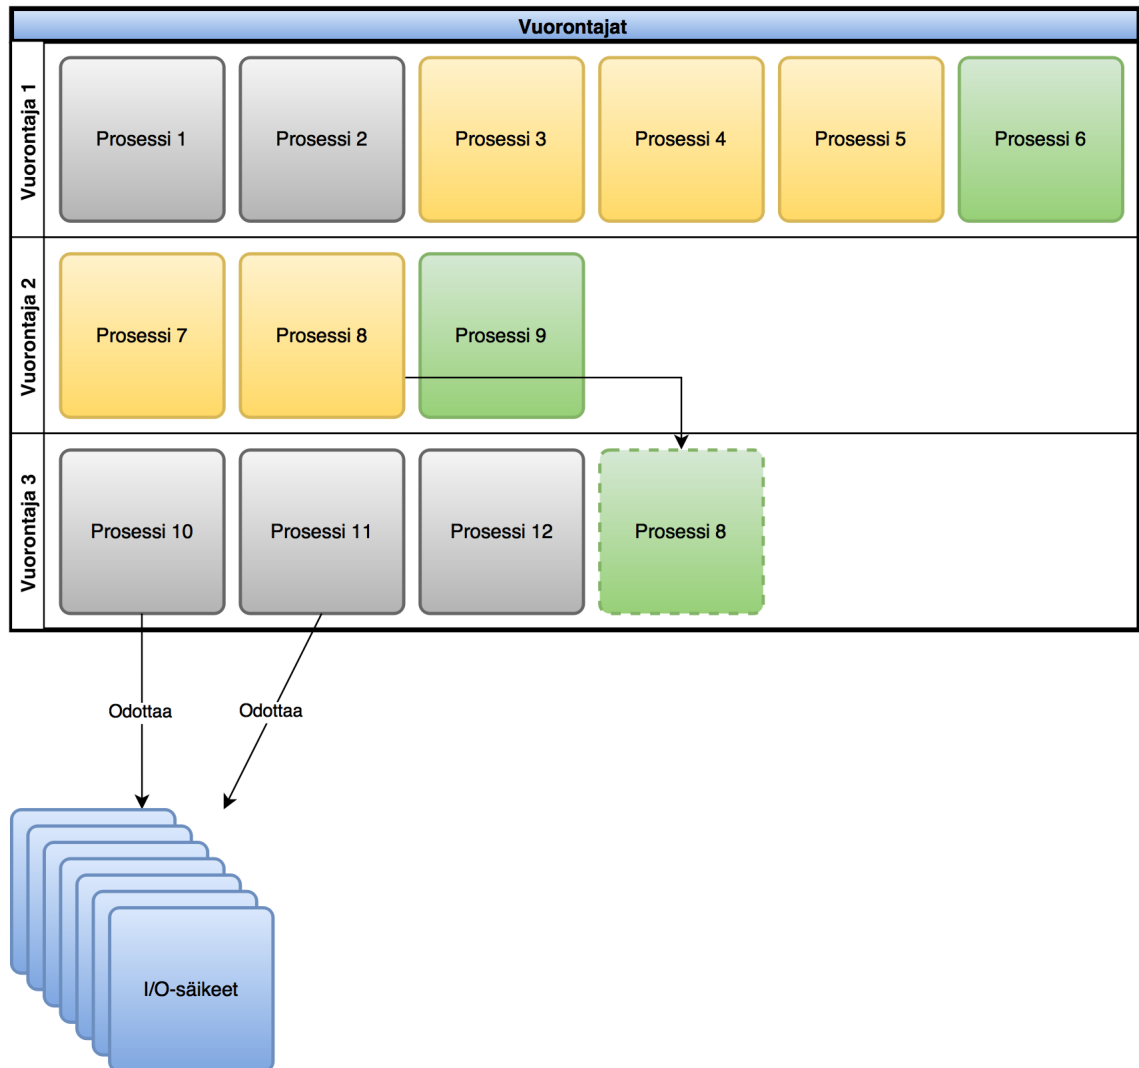 Vuorontajat
Vuorontaja 1
Prosessi 1
Prosessi 2
Prosessi 3
Prosessi 4
Prosessi 5
Prosessi 6
Vuorontaja 2
Prosessi 7
Prosessi 8
Prosessi 9
Vuorontaja 3
Prosessi 10
Prosessi 11
Prosessi 12
Prosessi 8
Odottaa
Odottaa
I/O-säikeet